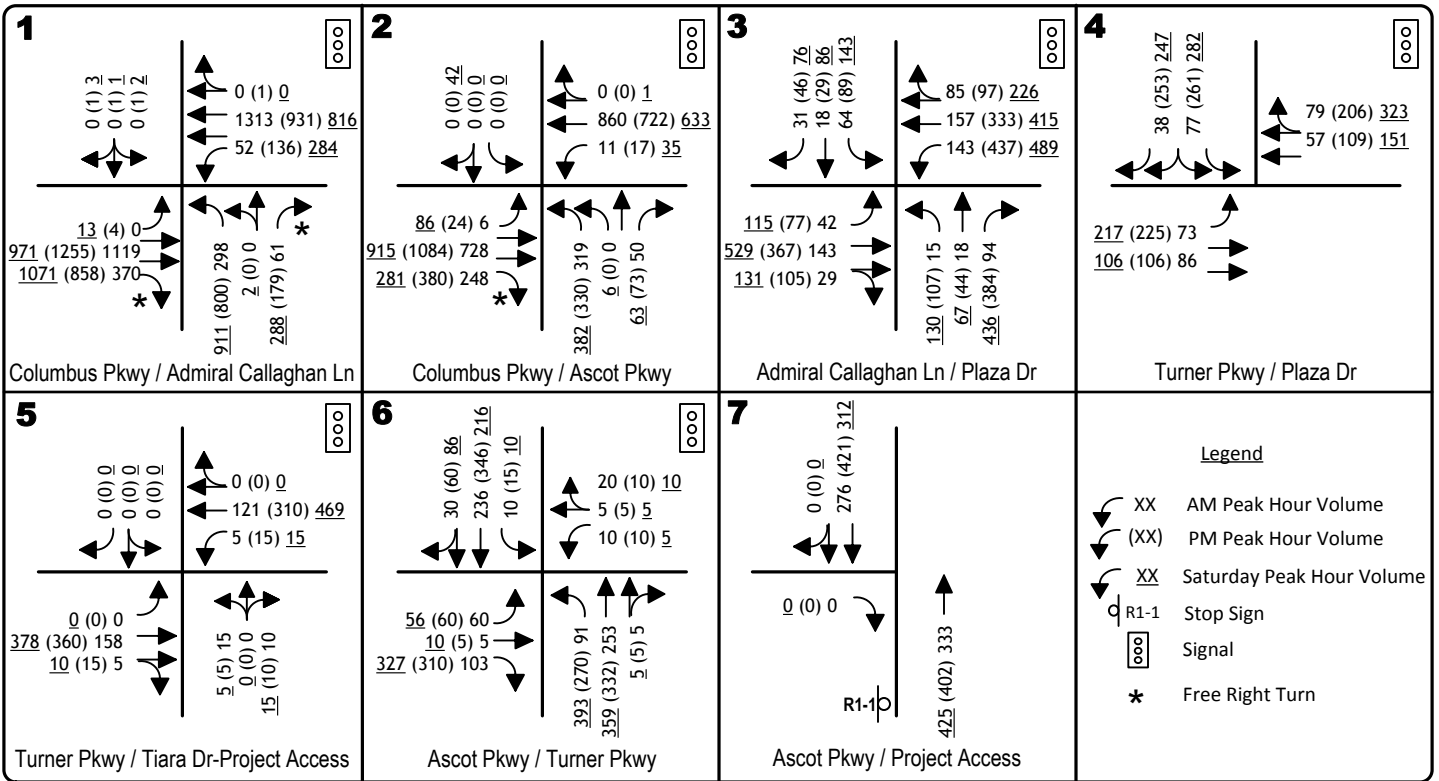 1
0 (1) 3
0 (1) 1
0 (1) 2
0 (1) 0
1313 (931) 816
52 (136) 284
13 (4) 0
971 (1255) 1119
1071 (858) 370
*
911 (800) 298
2 (0) 0
288 (179) 61
*
Columbus Pkwy / Admiral Callaghan Ln
2
0 (0) 42
0 (0) 0
0 (0) 0
0 (0) 1
860 (722) 633
11 (17) 35
86 (24) 6
915 (1084) 728
281 (380) 248
*
382 (330) 319
6 (0) 0
63 (73) 50
Columbus Pkwy / Ascot Pkwy
3
31 (46) 76
18 (29) 86
64 (89) 143
85 (97) 226
157 (333) 415
143 (437) 489
115 (77) 42
529 (367) 143
131 (105) 29
130 (107) 15
67 (44) 18
436 (384) 94
Admiral Callaghan Ln / Plaza Dr
4
38 (253) 247
77 (261) 282
79 (206) 323
57 (109) 151
217 (225) 73
106 (106) 86
Turner Pkwy / Plaza Dr
5
0 (0) 0
0 (0) 0
0 (0) 0
0 (0) 0
121 (310) 469
5 (15) 15
0 (0) 0
378 (360) 158
10 (15) 5
5 (5) 15
0 (0) 0
15 (10) 10
Turner Pkwy / Tiara Dr-Project Access
6
30 (60) 86
236 (346) 216
10 (15) 10
20 (10) 10
5 (5) 5
10 (10) 5
56 (60) 60
10 (5) 5
327 (310) 103
393 (270) 91
359 (332) 253
5 (5) 5
Ascot Pkwy / Turner Pkwy
7
0 (0) 0
276 (421) 312
0 (0) 0
R1-1
425 (402) 333
Ascot Pkwy / Project Access
Legend
XX AM Peak Hour Volume
(XX) PM Peak Hour Volume
XX Saturday Peak Hour Volume
R1-1 Stop Sign
Signal
* Free Right Turn